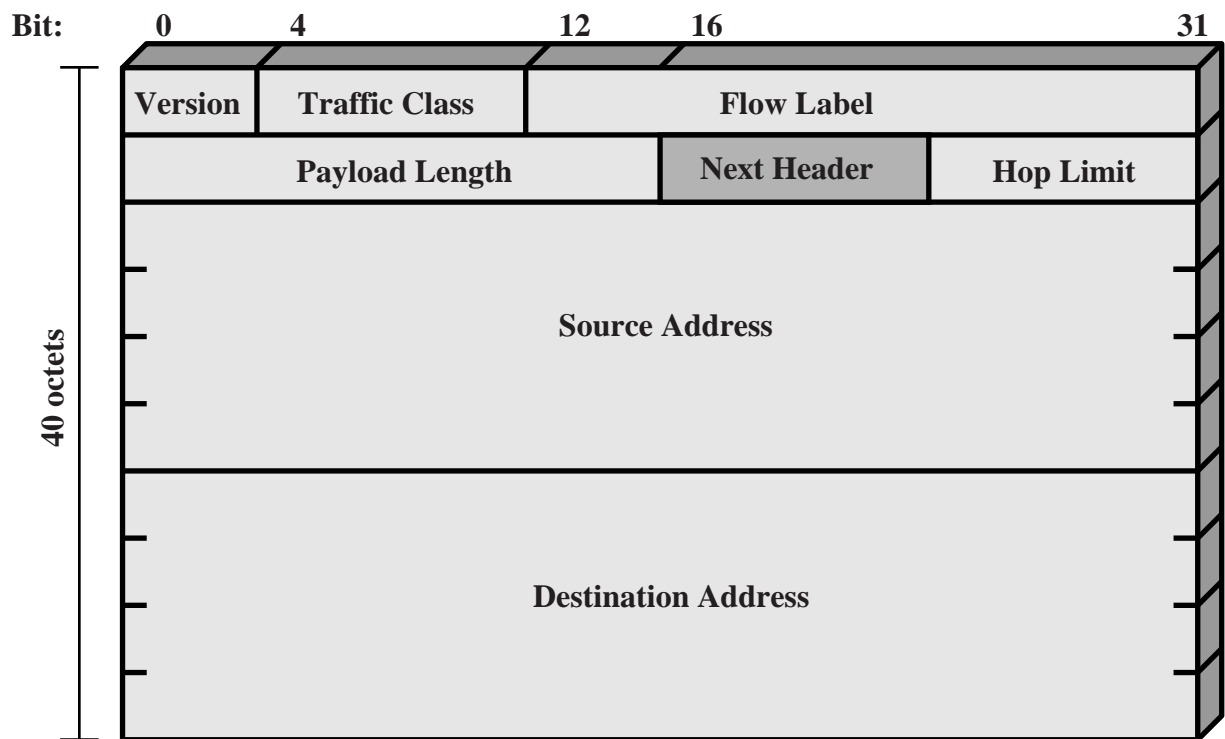 Bit: 0 4 12 16 31
Version Traffic Class Flow Label
Payload Length Next Header Hop Limit
Source Address
40 octets
Destination Address